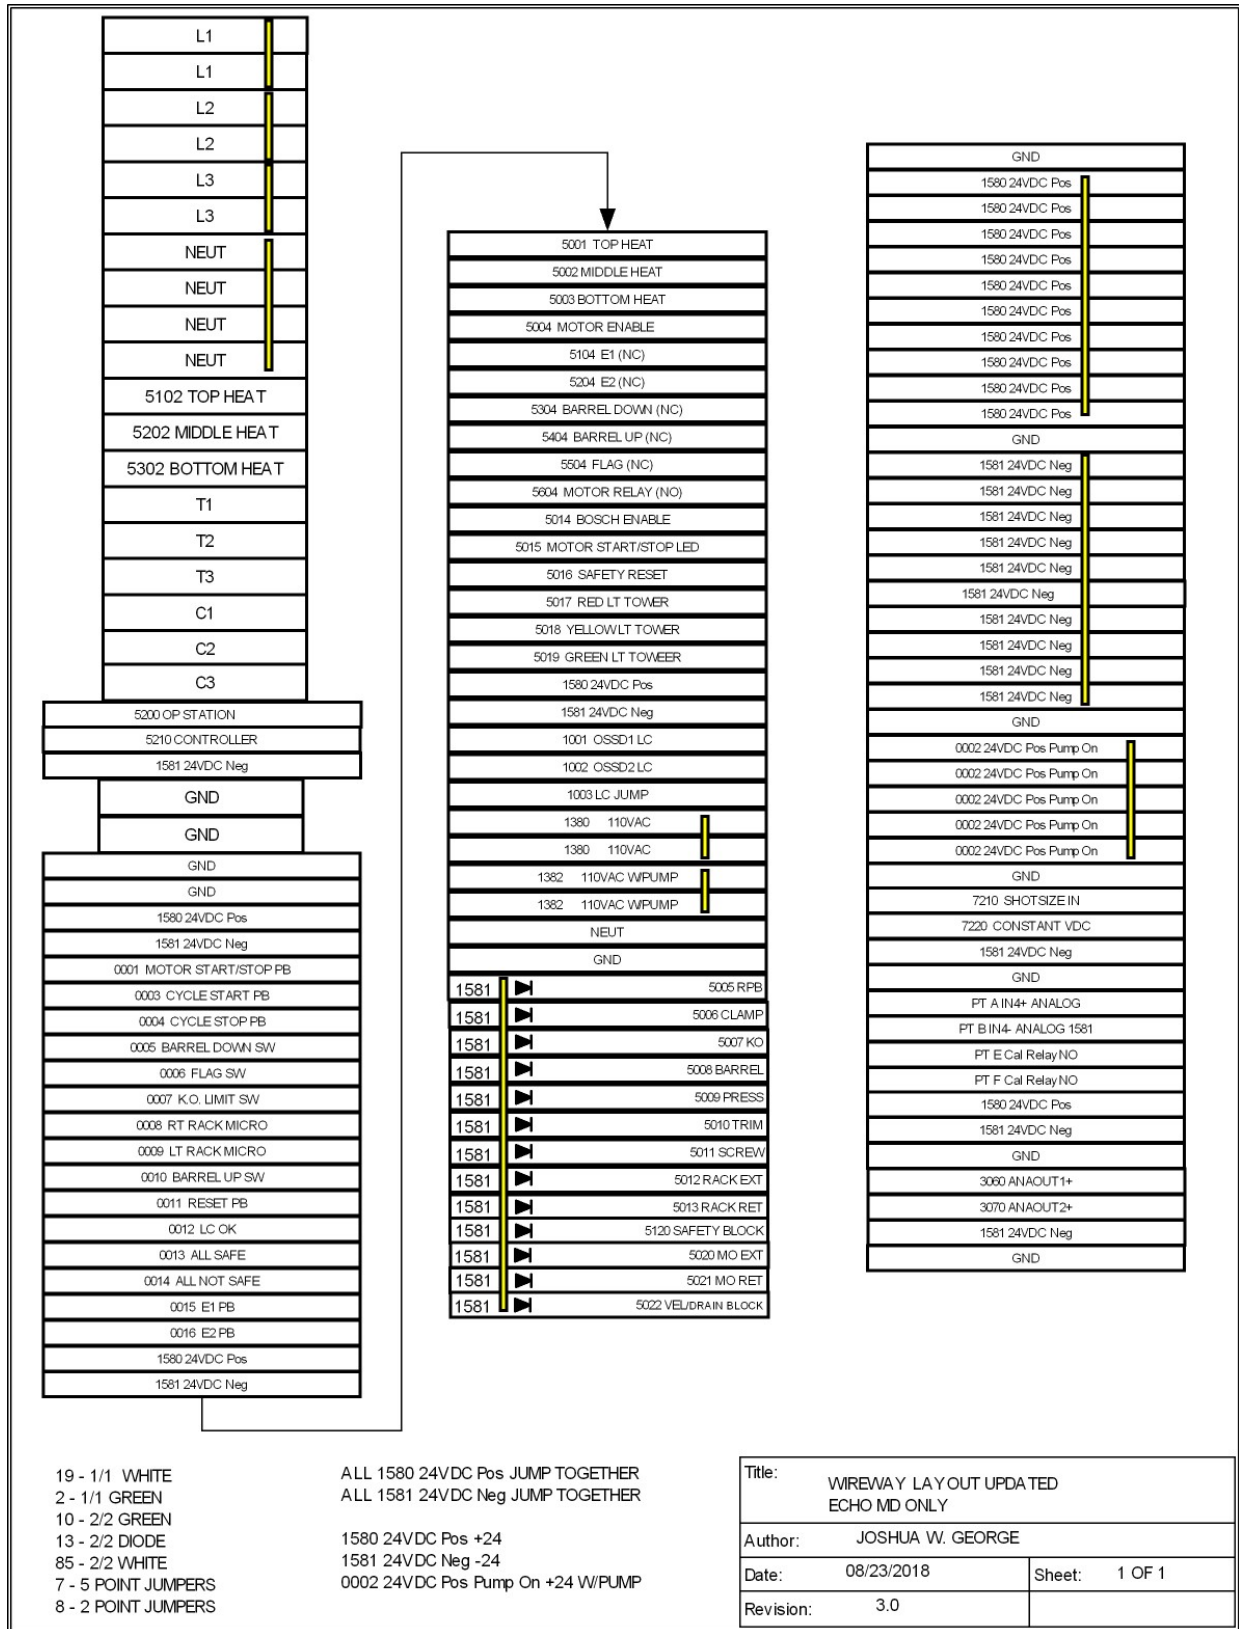 L1
L1
L2
L2
L3
L3
NEUT
NEUT
NEUT
NEUT
5102 TOP HEAT
5202 MIDDLE HEAT
5302 BOTTOM HEAT
T1
T2
T3
C1
C2
C3
5200 OP STATION
5210 CONTROLLER
1581 24VDC Neg
GND
GND
GND
GND
1580 24VDC Pos
1581 24VDC Neg
0001 MOTOR START/STOP PB
0003 CYCLE START PB
0004 CYCLE STOP PB
0005 BARREL DOWN SW
0006 FLAG SW
0007 K.O. LIMIT SW
0008 RT RACK MICRO
0009 LT RACK MICRO
0010 BARREL UP SW
0011 RESET PB
0012 LC OK
0013 ALL SAFE
0014 ALL NOT SAFE
0015 E1 PB
0016 E2 PB
1580 24VDC Pos
1581 24VDC Neg
5001 TOP HEAT
5002 MIDDLE HEAT
5003 BOTTOM HEAT
5004 MOTOR ENABLE
5104 E1 (NC)
5204 E2 (NC)
5304 BARREL DOWN (NC)
5404 BARREL UP (NC)
5504 FLAG (NC)
5604 MOTOR RELAY (NO)
5014 BOSCH ENABLE
5015 MOTOR START/STOP LED
5016 SAFETY RESET
5017 RED LT TOWER
5018 YELLOW LT TOWER
5019 GREEN LT TOWEER
1580 24VDC Pos
1581 24VDC Neg
1001 OSSD1 LC
1002 OSSD2 LC
1003 LC JUMP
1380 110VAC
1380 110VAC
1382 110VAC W/PUMP
1382 110VAC W/PUMP
NEUT
GND
1581 5005 RPB
1581 5006 CLAMP
1581 5007 KO
1581 5008 BARREL
1581 5009 PRESS
1581 5010 TRIM
1581 5011 SCREW
1581 5012 RACK EXT
1581 5013 RACK RET
1581 5120 SAFETY BLOCK
1581 5020 MO EXT
1581 5021 MO RET
1581 5022 VEL/DRAIN BLOCK
GND
1580 24VDC Pos
1580 24VDC Pos
1580 24VDC Pos
1580 24VDC Pos
1580 24VDC Pos
1580 24VDC Pos
1580 24VDC Pos
1580 24VDC Pos
1580 24VDC Pos
1580 24VDC Pos
GND
1581 24VDC Neg
1581 24VDC Neg
1581 24VDC Neg
1581 24VDC Neg
1581 24VDC Neg
1581 24VDC Neg
1581 24VDC Neg
1581 24VDC Neg
1581 24VDC Neg
1581 24VDC Neg
GND
0002 24VDC Pos Pump On
0002 24VDC Pos Pump On
0002 24VDC Pos Pump On
0002 24VDC Pos Pump On
0002 24VDC Pos Pump On
GND
7210 SHOTSIZE IN
7220 CONSTANT VDC
1581 24VDC Neg
GND
PT A IN4+ ANALOG
PT B IN4- ANALOG 1581
PT E Cal Relay NO
PT F Cal Relay NO
1580 24VDC Pos
1581 24VDC Neg
GND
3060 ANAOUT1+
3070 ANAOUT2+
1581 24VDC Neg
GND
19 - 1/1 WHITE
2 - 1/1 GREEN
10 - 2/2 GREEN
13 - 2/2 DIODE
85 - 2/2 WHITE
7 - 5 POINT JUMPERS
8 - 2 POINT JUMPERS
ALL 1580 24VDC Pos JUMP TOGETHER
ALL 1581 24VDC Neg JUMP TOGETHER
1580 24VDC Pos +24
1581 24VDC Neg -24
0002 24VDC Pos Pump On +24 W/PUMP
Title: WIREWAY LAYOUT UPDATED
ECHO MD ONLY
Author: JOSHUA W. GEORGE
Date: 08/23/2018 Sheet: 1 OF 1
Revision: 3.0